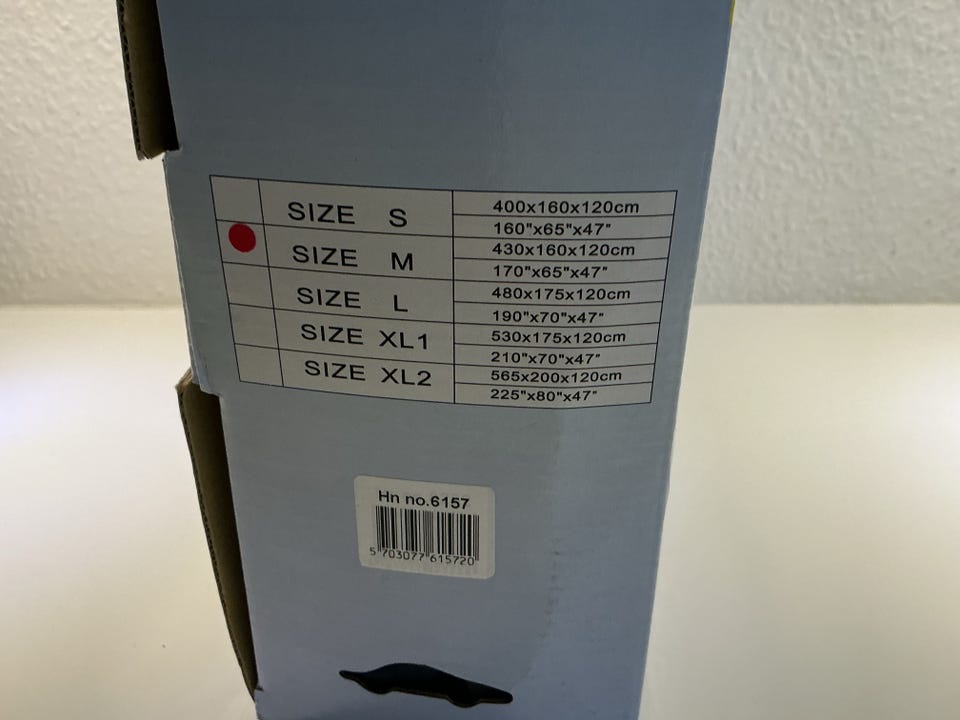 SIZE S 400x160x120cm
160"x65"x47"
SIZE M 430x160x120cm
170"x65"x47"
SIZE L 480x175x120cm
190"x70"x47"
SIZE XL1 530x175x120cm
210"x70"x47"
SIZE XL2 565x200x120cm
225"x80"x47"
Hn no.6157
5 703077 615720